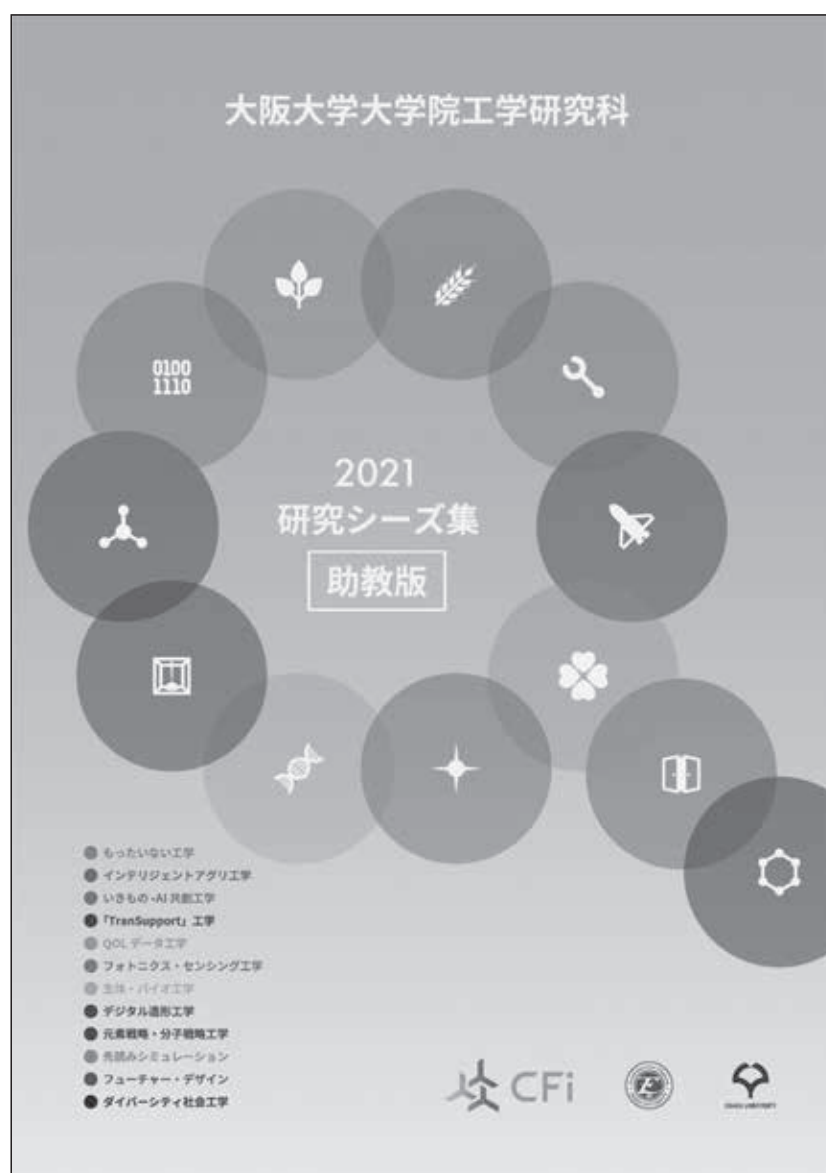 大阪大学大学院工学研究科
0100
1110
2021
研究シーズ集
助教版
もったいない工学
インテリジェントアグリ工学
いきもの-AI共創工学
「TranSupport」工学
QOLデータ工学
フォトニクス・センシング工学
生体・バイオ工学
デジタル造形工学
元素戦略・分子戦略工学
先読みシミュレーション
フューチャー・デザイン
ダイバーシティ社会工学
CFi
OSAKA UNIVERSITY